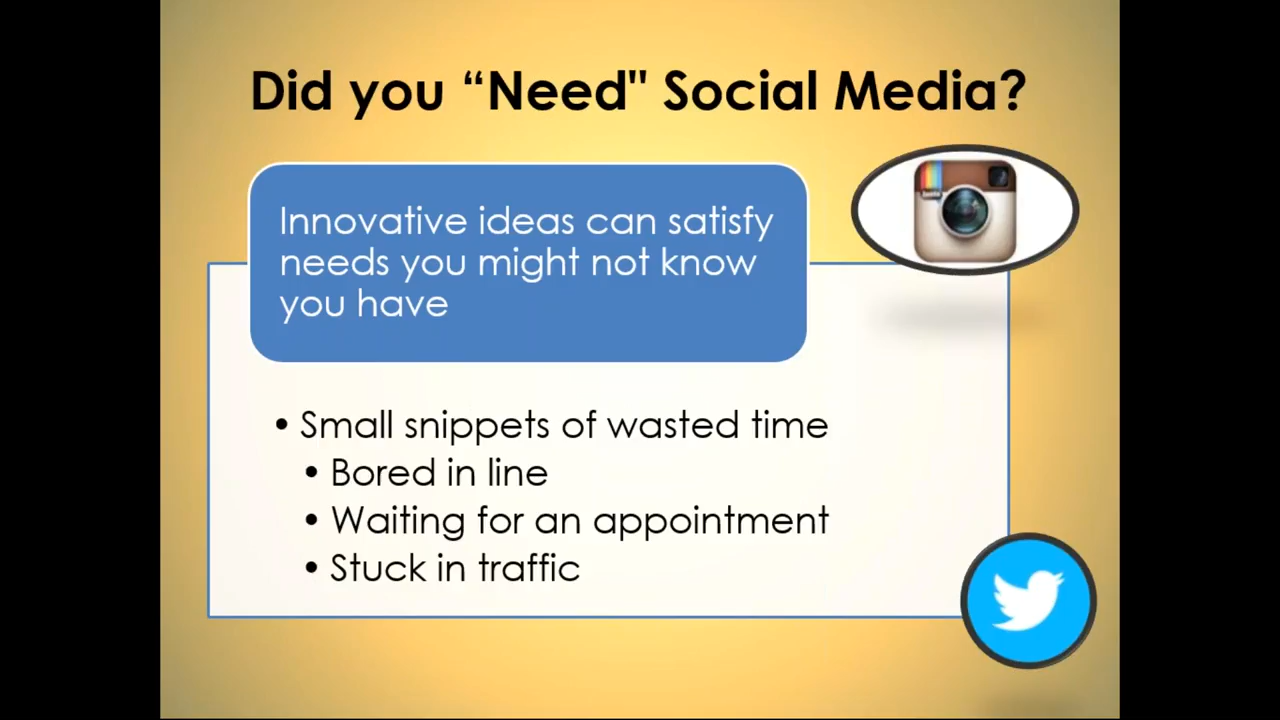 Did you “Need" Social Media?
Innovative ideas can satisfy
needs you might not know
you have
• Small snippets of wasted time
• Bored in line
• Waiting for an appointment
• Stuck in traffic